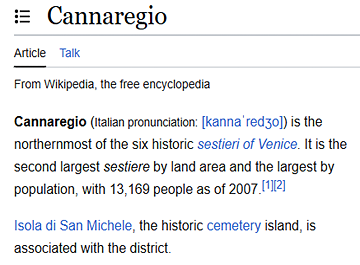 Cannaregio
Article Talk
From Wikipedia, the free encyclopedia
Cannaregio (Italian pronunciation: [kannaˈredʒo]) is the
northernmost of the six historic sestieri of Venice. It is the
second largest sestiere by land area and the largest by
population, with 13,169 people as of 2007.[1][2]
Isola di San Michele, the historic cemetery island, is
associated with the district.